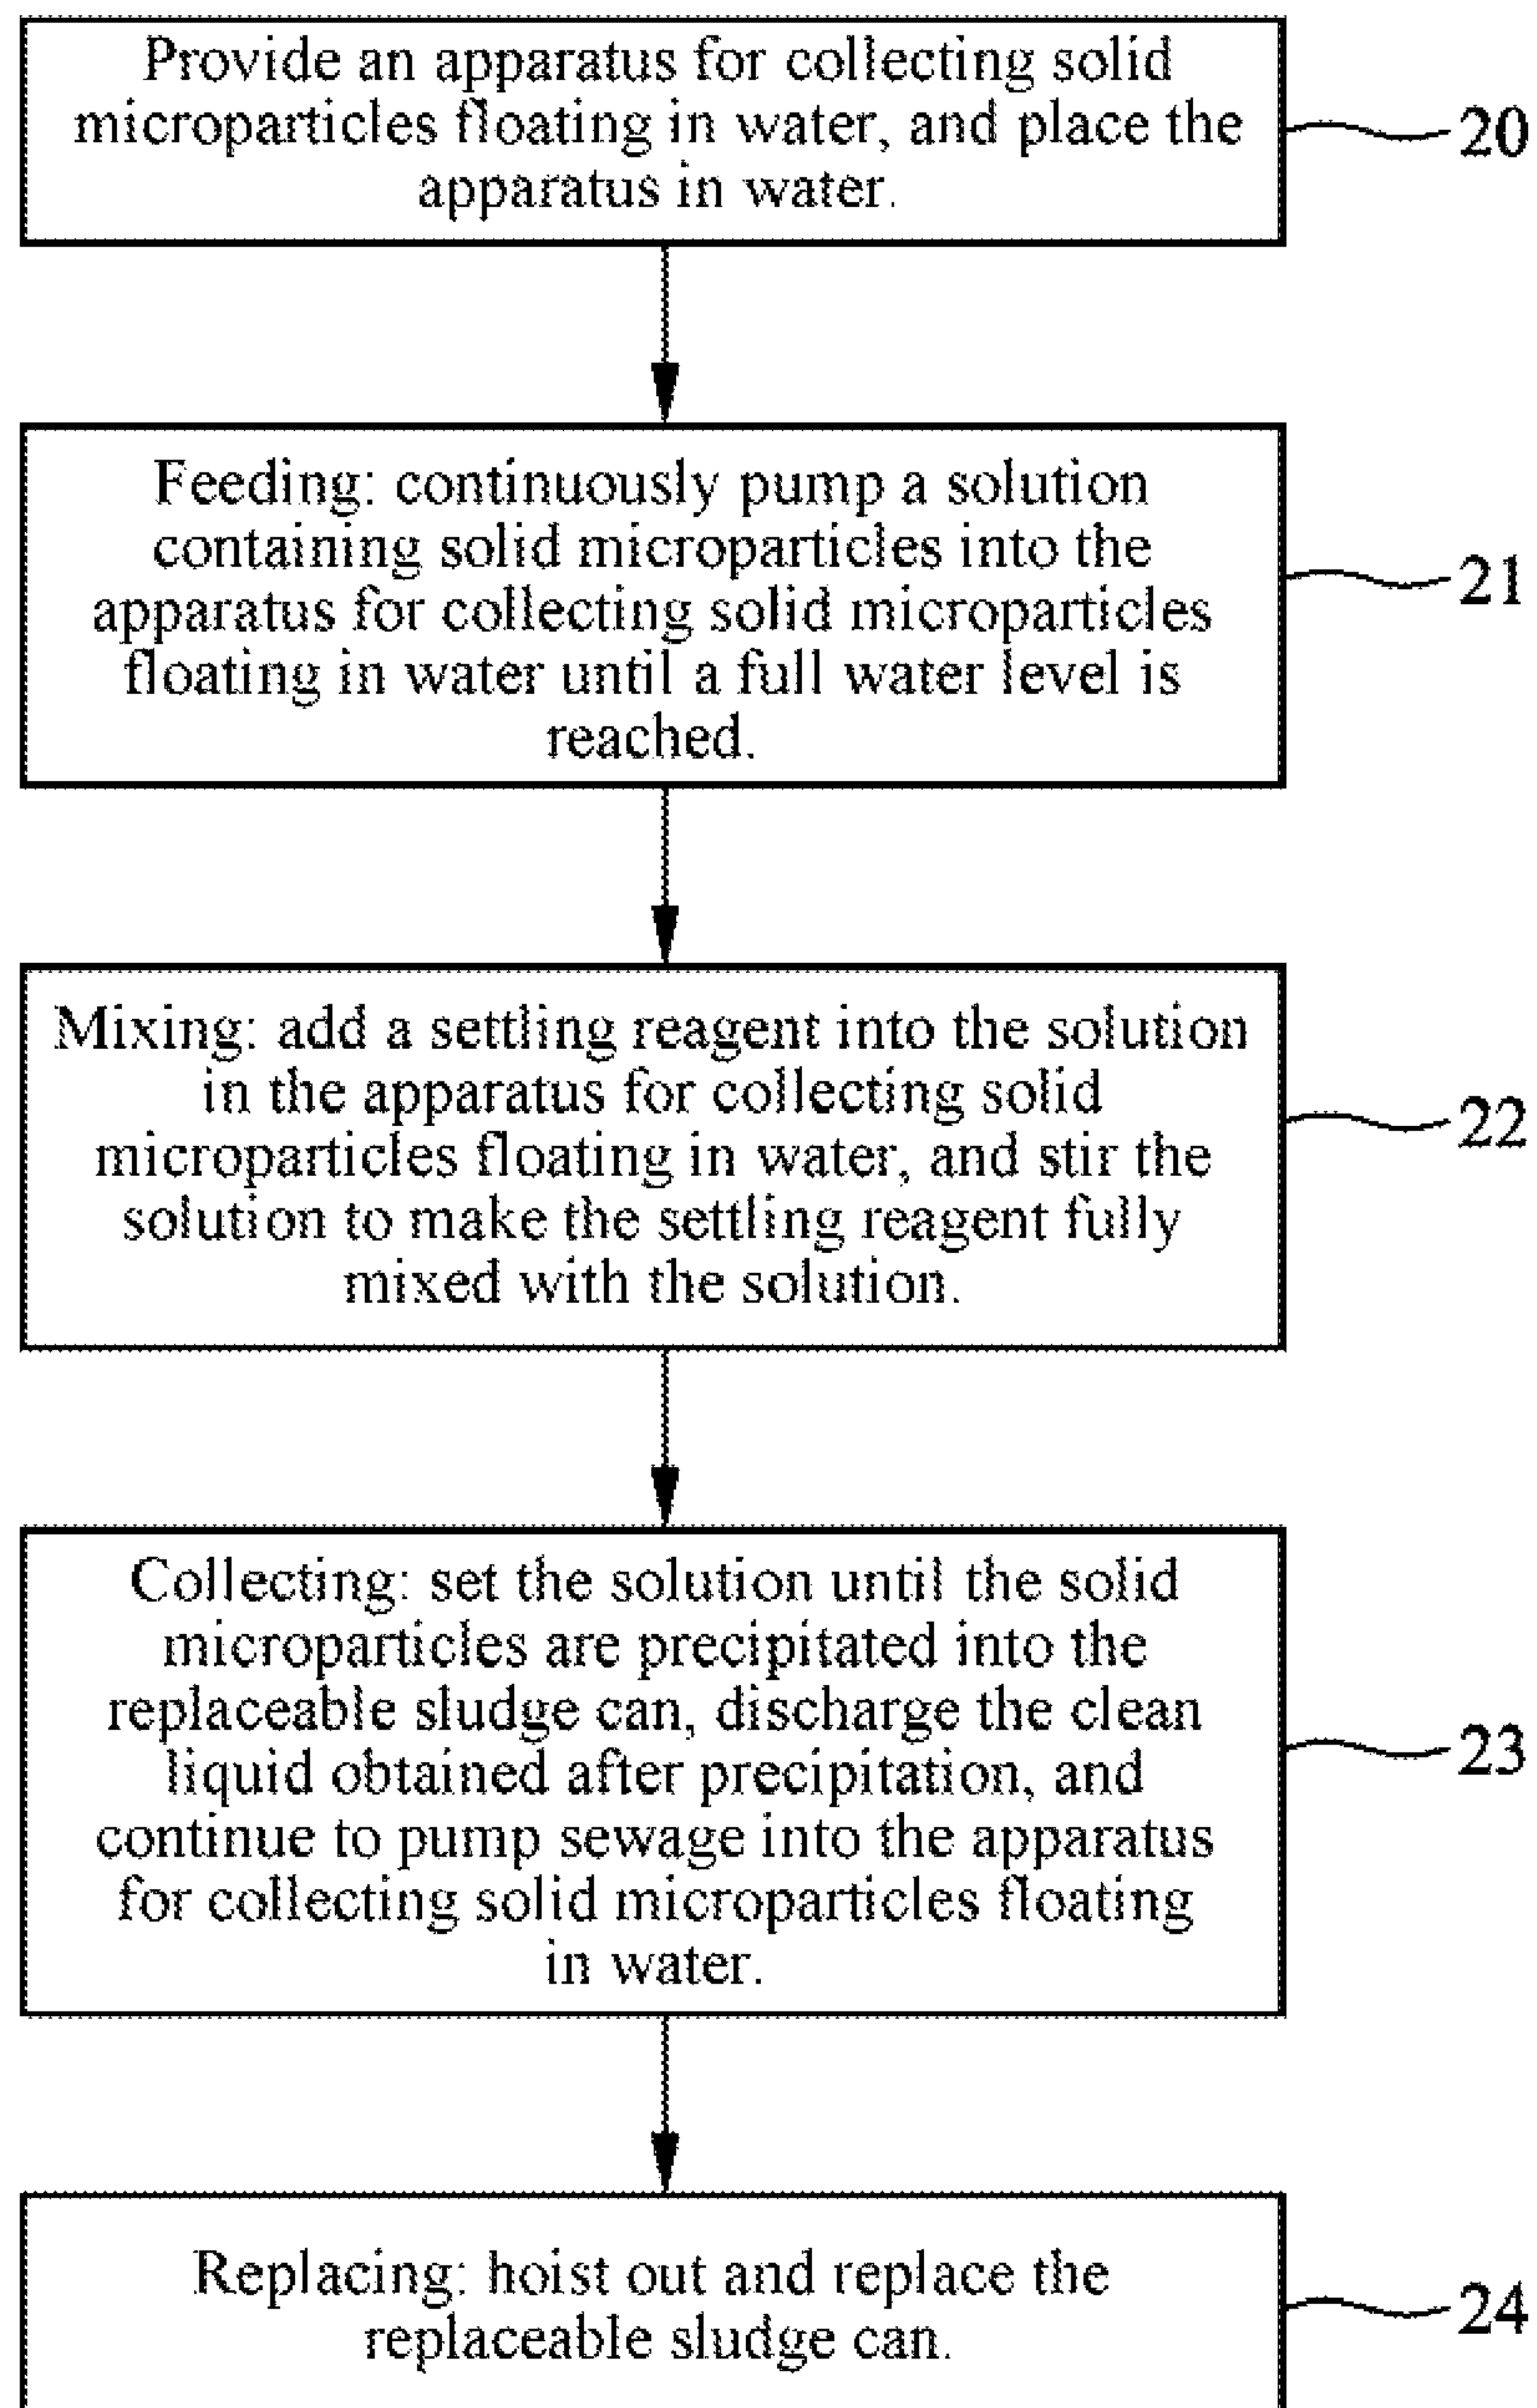 Provide an apparatus for collecting solid
microparticles floating in water, and place the
apparatus in water.
20
Feeding: continuously pump a solution
containing solid microparticles into the
apparatus for collecting solid microparticles
floating in water until a full water level is
reached.
21
Mixing: add a settling reagent into the solution
in the apparatus for collecting solid
microparticles floating in water, and stir the
solution to make the settling reagent fully
mixed with the solution.
22
Collecting: set the solution until the solid
microparticles are precipitated into the
replaceable sludge can, discharge the clean
liquid obtained after precipitation, and
continue to pump sewage into the apparatus
for collecting solid microparticles floating
in water.
23
Replacing: hoist out and replace the
replaceable sludge can.
24